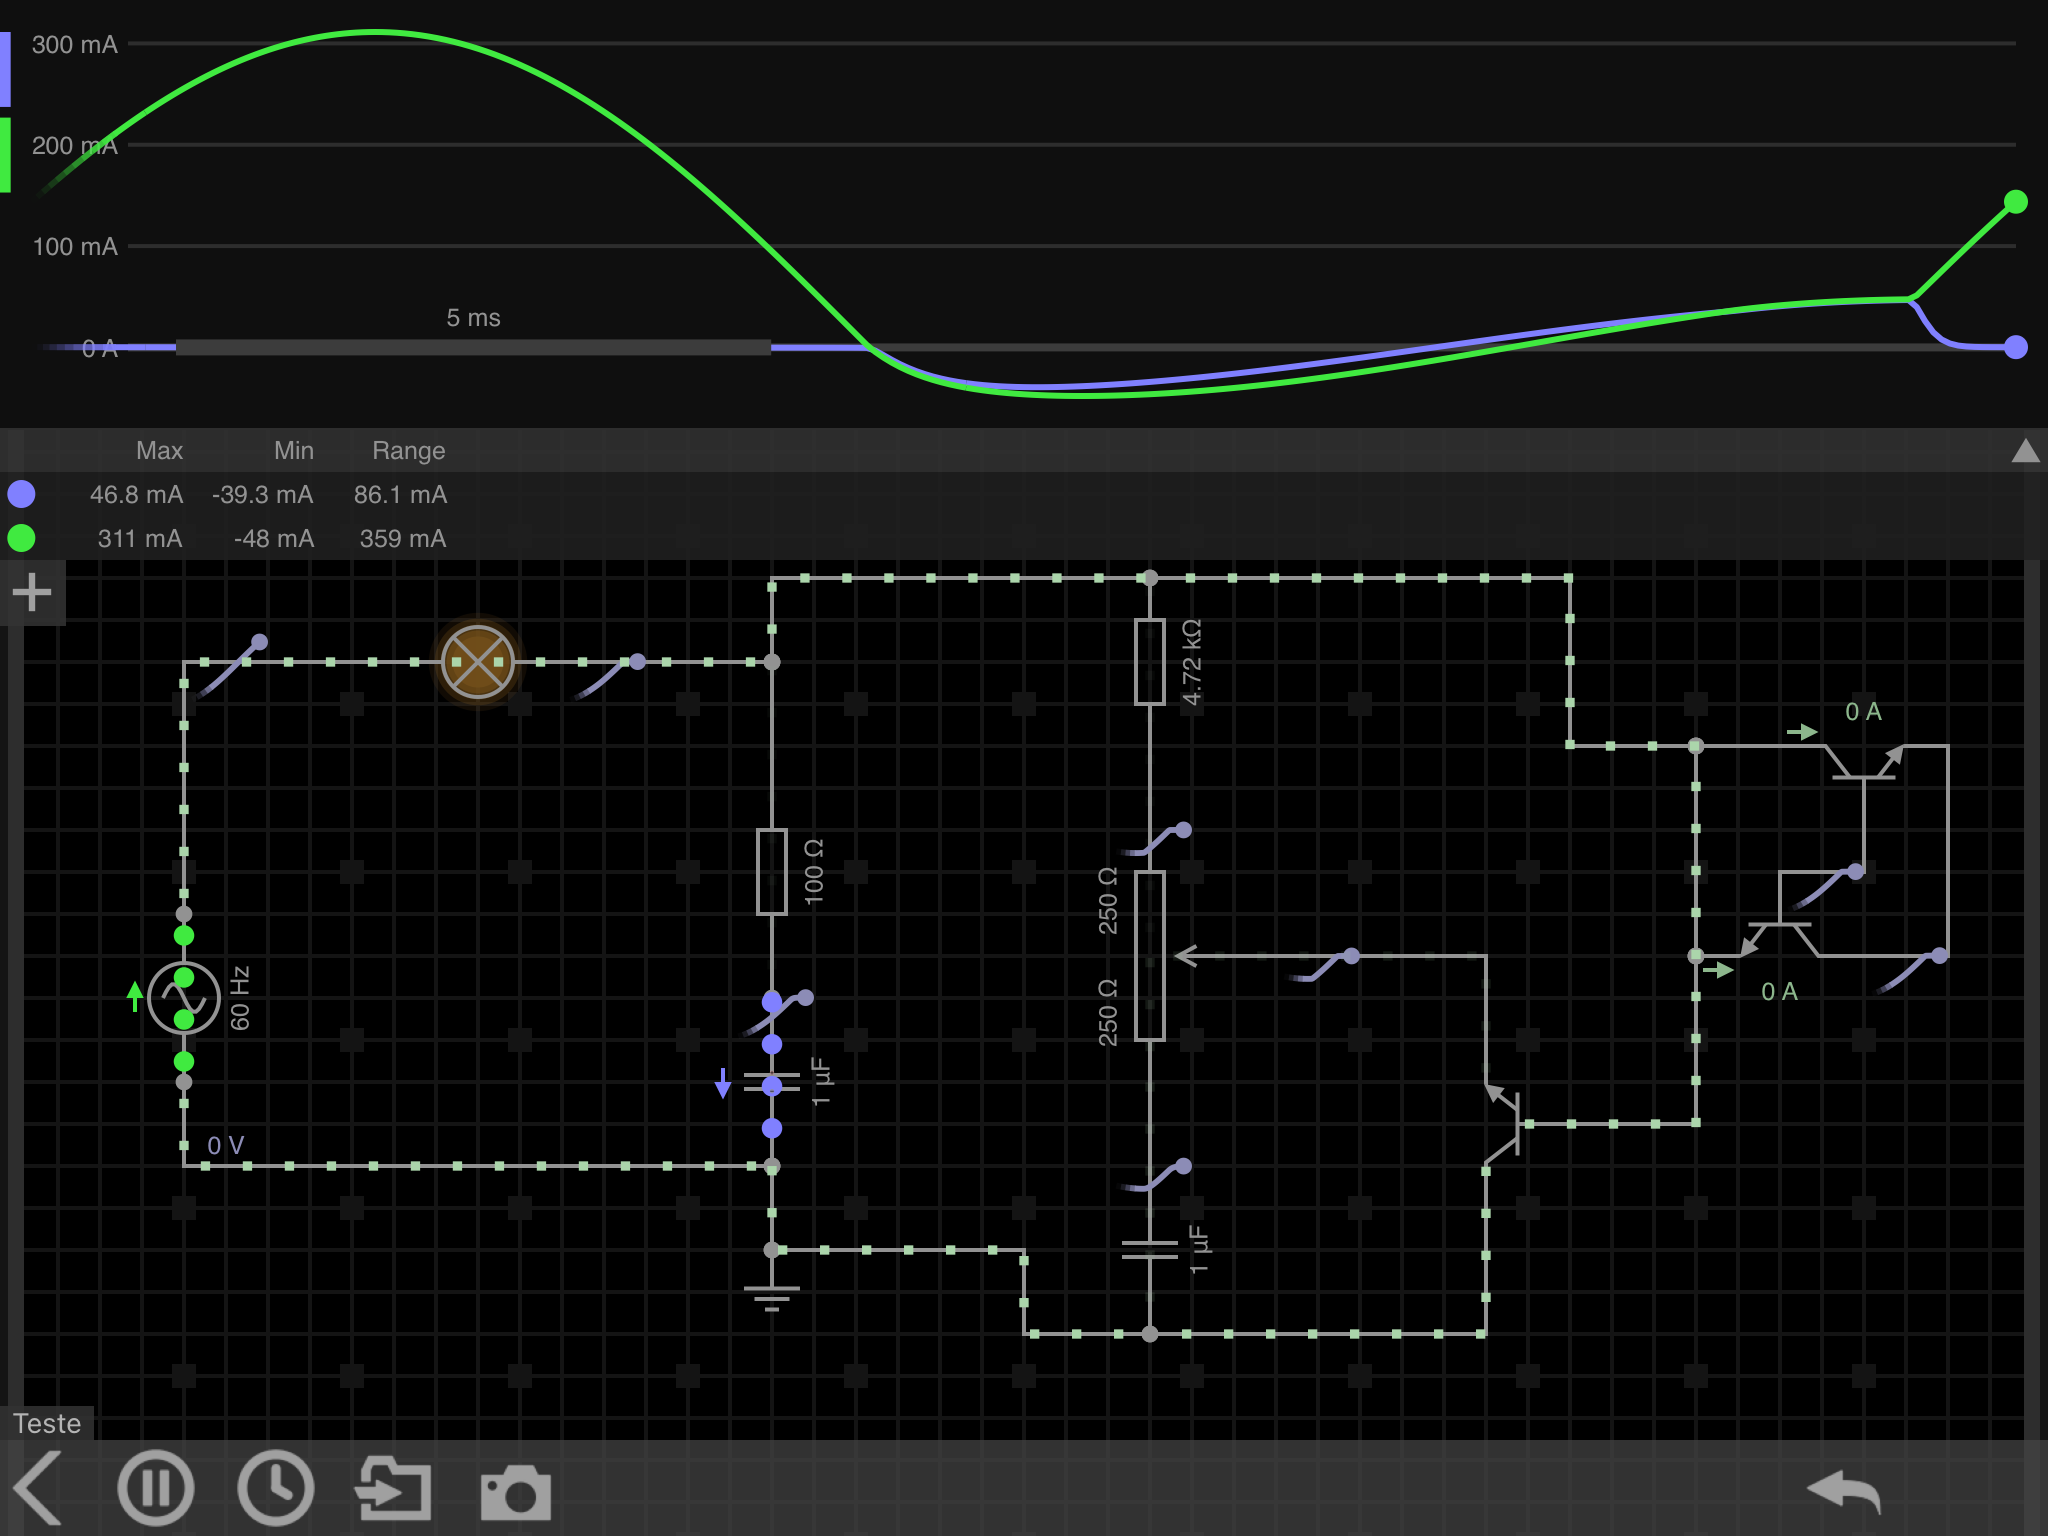 300 mA
200 mA
100 mA
5 ms
0 A
Max Min Range
46.8 mA -39.3 mA 86.1 mA
311 mA -48 mA 359 mA
4.72 kΩ
0 A
100 Ω
250 Ω
60 Hz
250 Ω
0 A
1 µF
0 V
1 µF
Teste